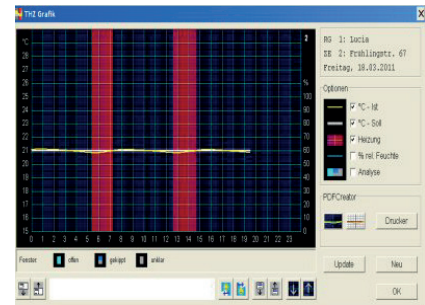 THZ Grafik
°C
29
28
27
26
25
24
23
22
21
20
19
18
17
16
15
0 1 2 3 4 5 6 7 8 9 10 11 12 13 14 15 16 17 18 19 20 21 22 23
2
%
100
90
80
70
60
50
40
30
20
10
0
Fenster offen gekippt unklar
RG 1: Lucia
ZE 2: Frühlingstr. 67
Freitag, 18.03.2011
Optionen
°C - Ist
°C - Soll
Heizung
% rel. Feuchte
Analyse
PDFCreator
Drucker
Update Neu
OK